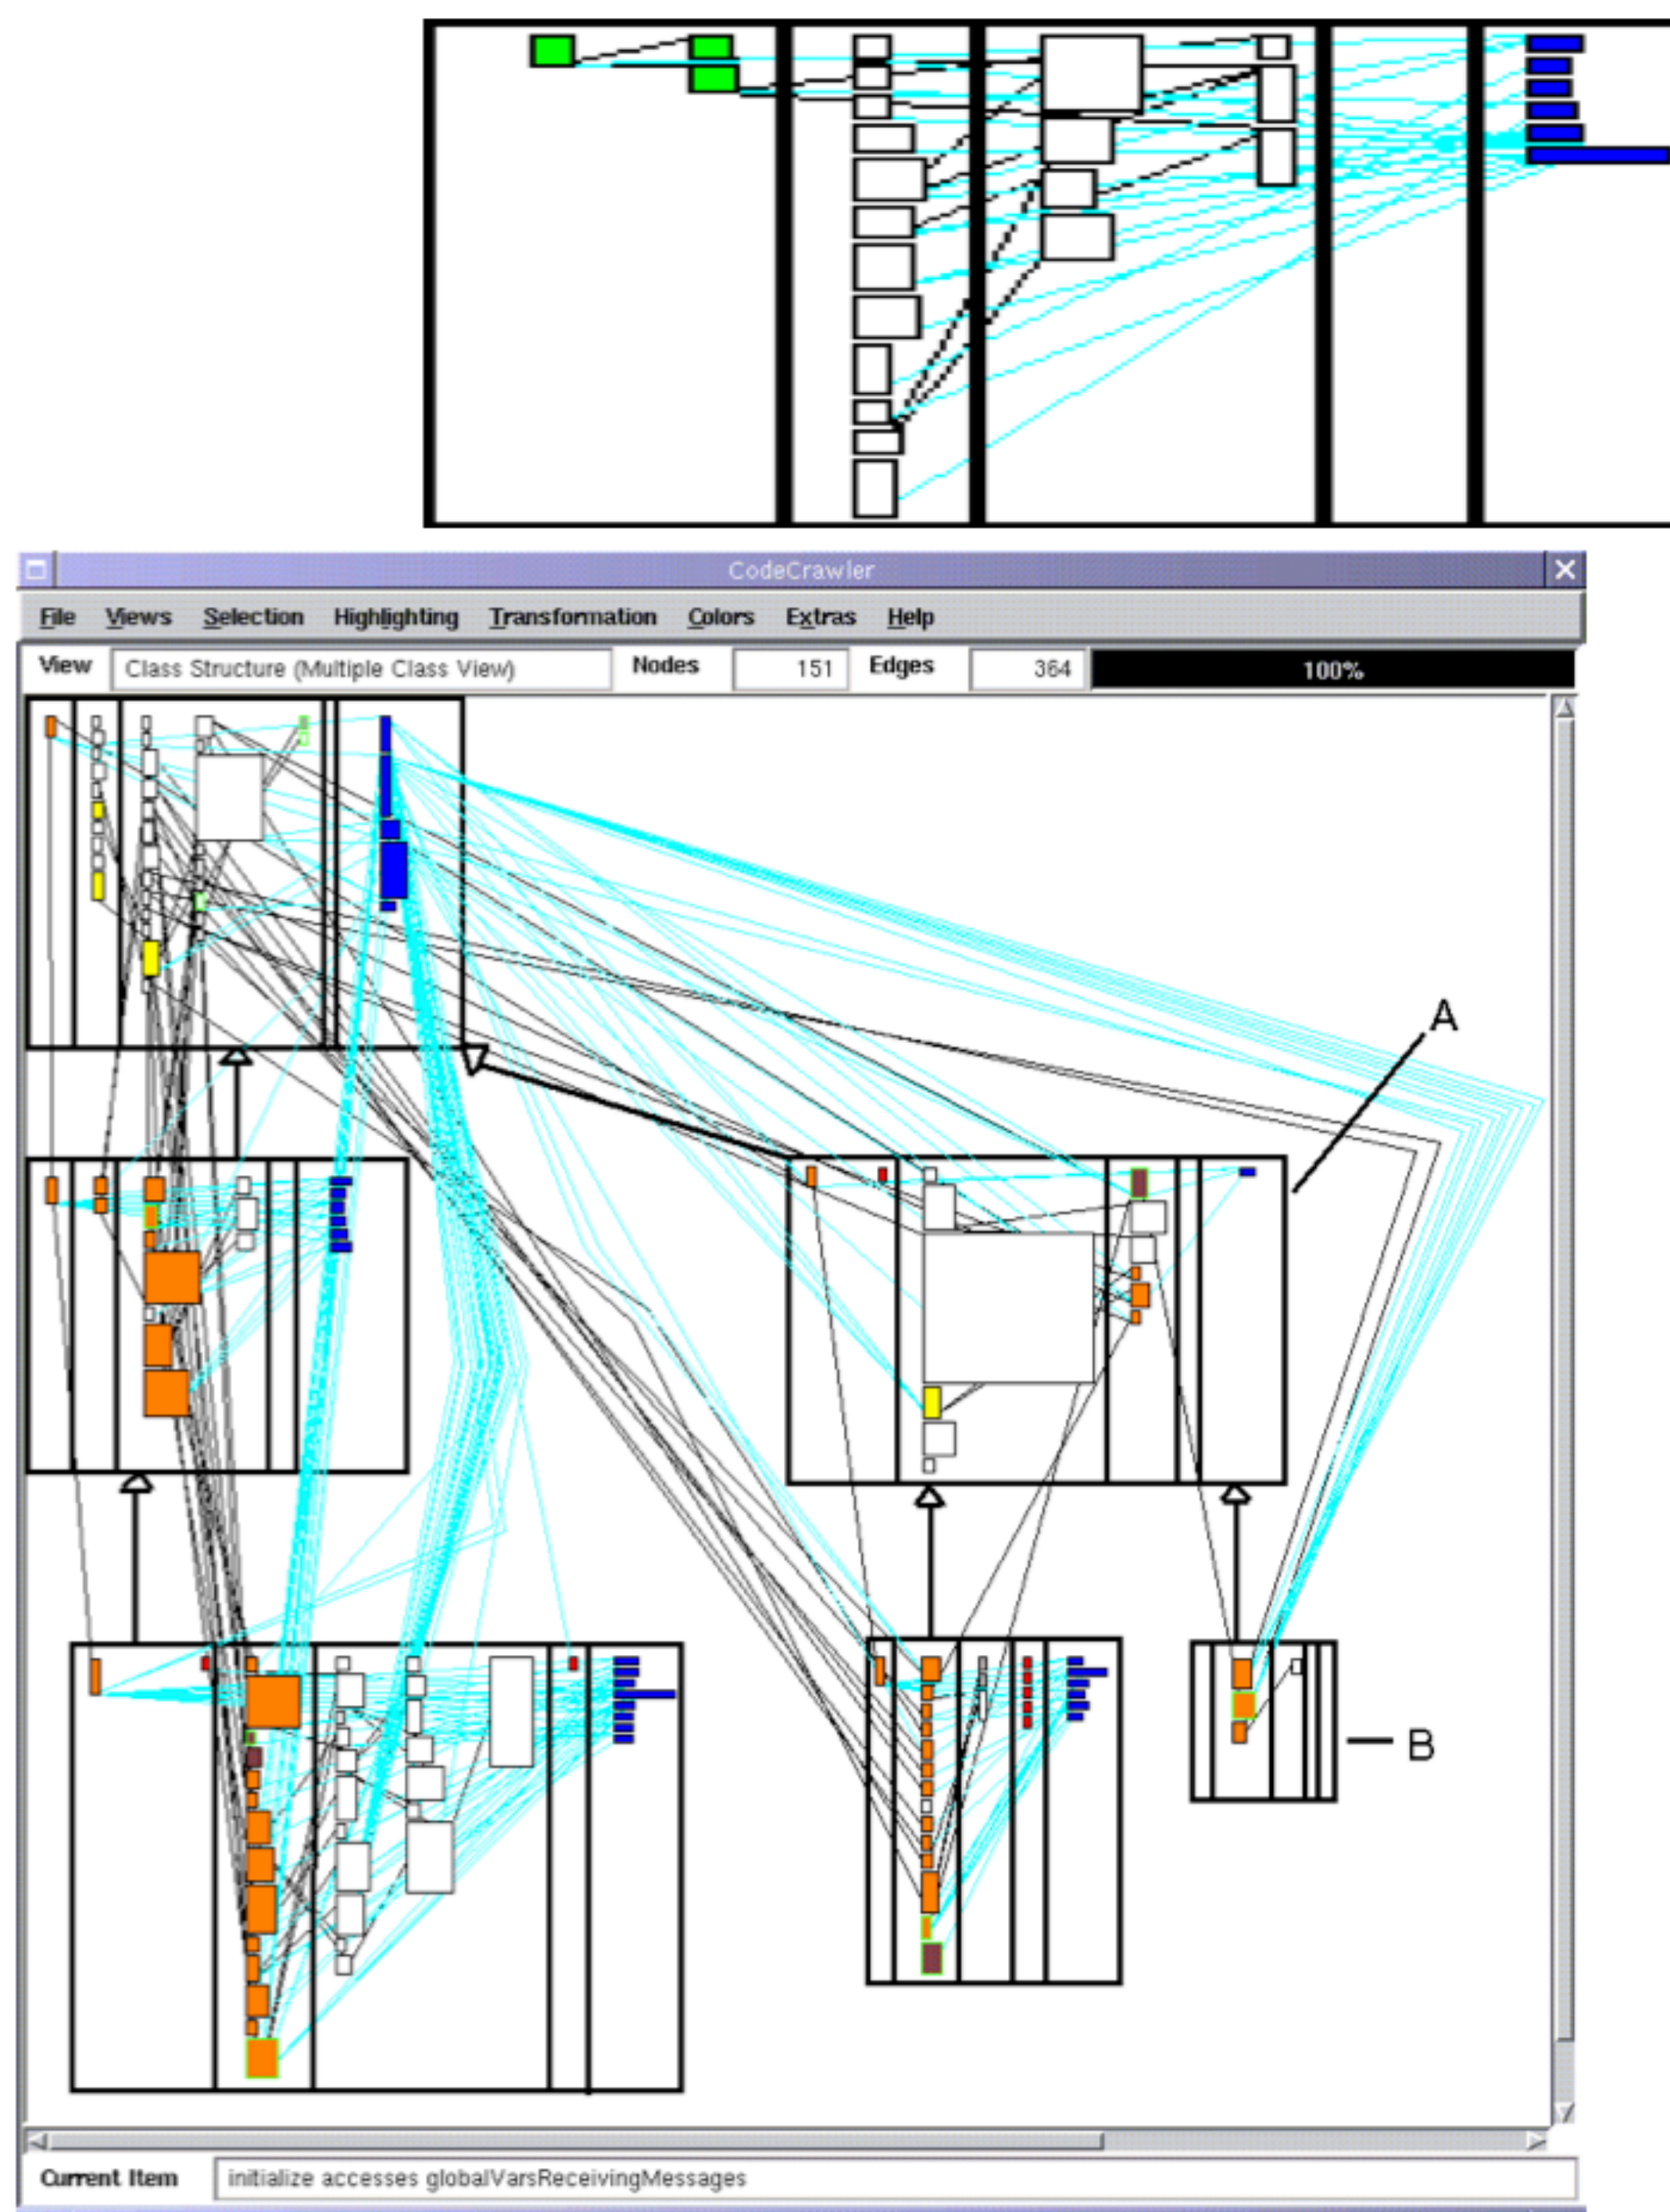 CodeCrawler
File Views Selection Highlighting Transformation Colors Extras Help
View Class Structure (Multiple Class View) Nodes 151 Edges 364 100%
A
B
Current Item initialize accesses globalVarsReceivingMessages